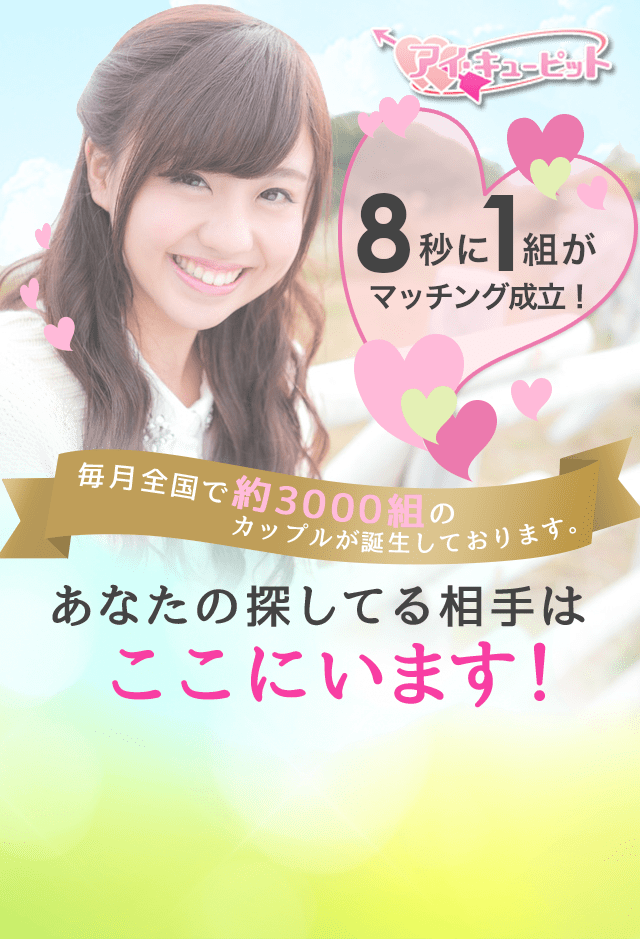 アイ・キューピット
8秒に1組が
マッチング成立！
毎月全国で約3000組の
カップルが誕生しております。
あなたの探してる相手は
ここにいます！